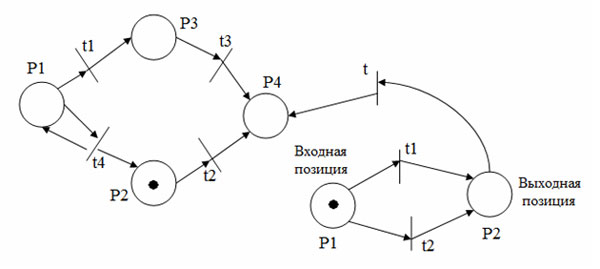 P3
t1
t3
P1
P4
t
t4
P2
t2
Входная
позиция
t1
Выходная
позиция
P1
t2
P2